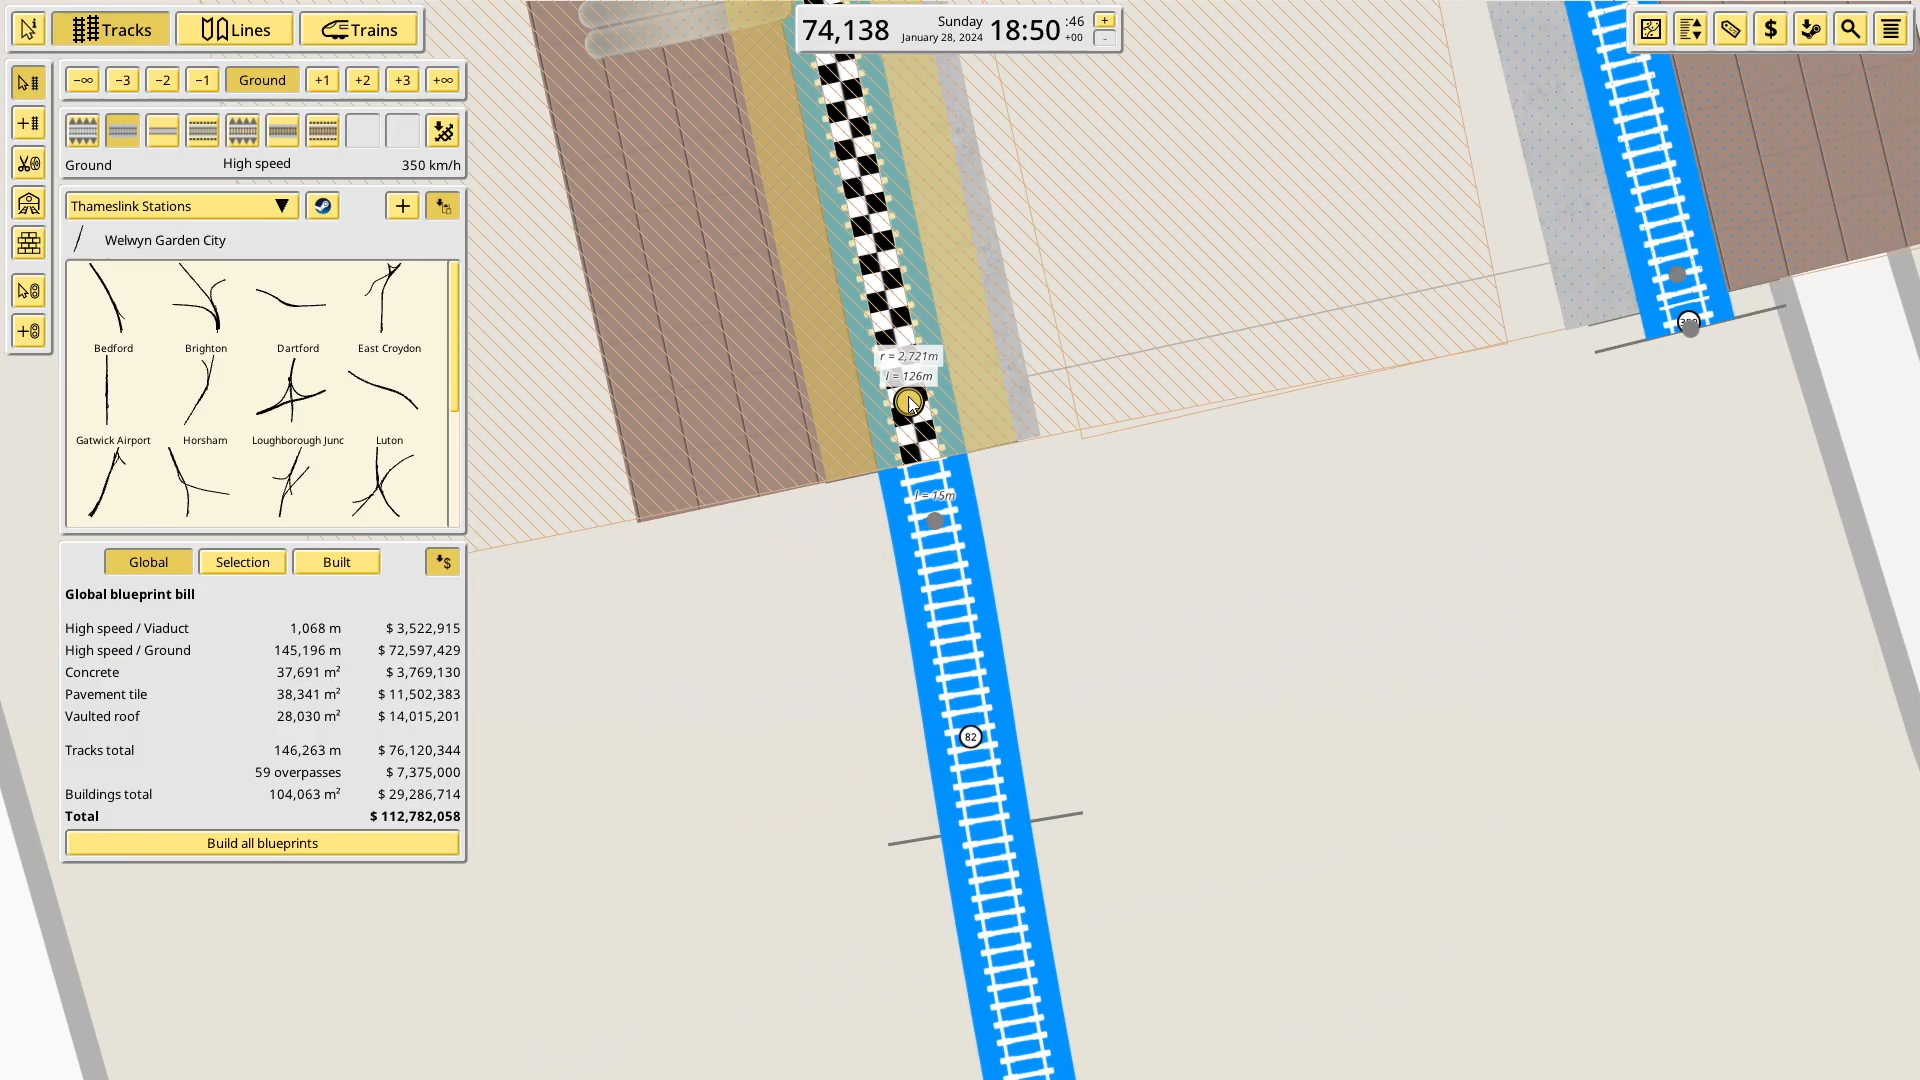 Tracks
Lines
Trains
74,138
Sunday
January 28, 2024
18:50
:46
+00
+
-
$
−∞
−3
−2
−1
Ground
+1
+2
+3
+∞
Ground
High speed
350 km/h
Thameslink Stations
+
Welwyn Garden City
Bedford
Brighton
Dartford
East Croydon
Gatwick Airport
Horsham
Loughborough Junc
Luton
Global
Selection
Built
$
Global blueprint bill
High speed / Viaduct 1,068 m $ 3,522,915
High speed / Ground 145,196 m $ 72,597,429
Concrete 37,691 m² $ 3,769,130
Pavement tile 38,341 m² $ 11,502,383
Vaulted roof 28,030 m² $ 14,015,201
Tracks total 146,263 m $ 76,120,344
59 overpasses $ 7,375,000
Buildings total 104,063 m² $ 29,286,714
Total $ 112,782,058
Build all blueprints
r = 2,721m
l = 126m
l = 15m
82